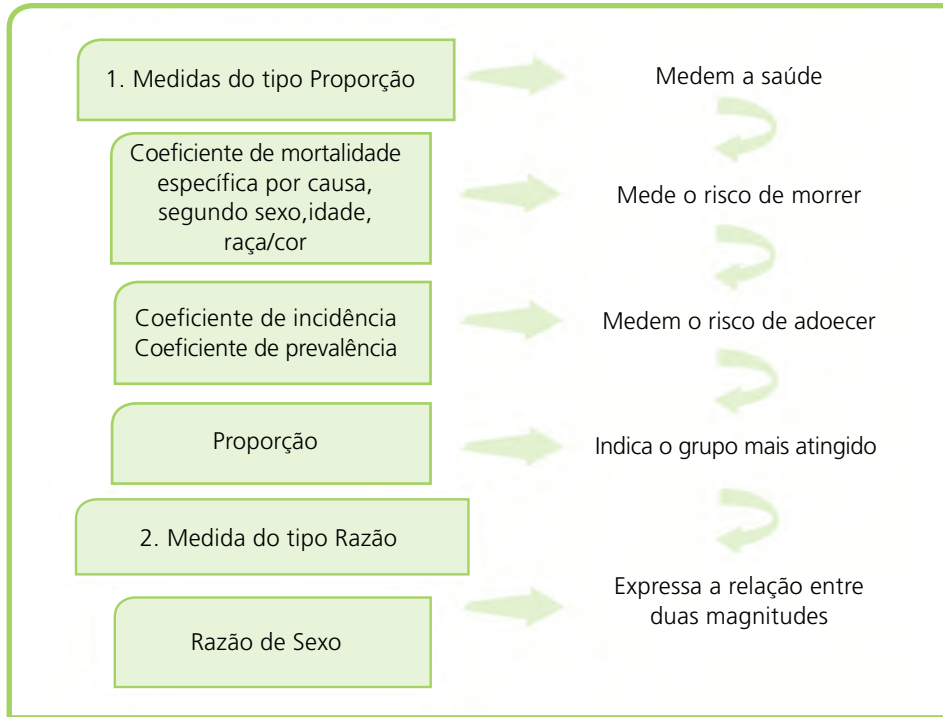 1. Medidas do tipo Proporção
Medem a saúde
Coeficiente de mortalidade
específica por causa,
segundo sexo,idade,
raça/cor
Mede o risco de morrer
Coeficiente de incidência
Coeficiente de prevalência
Medem o risco de adoecer
Proporção
Indica o grupo mais atingido
2. Medida do tipo Razão
Razão de Sexo
Expressa a relação entre
duas magnitudes